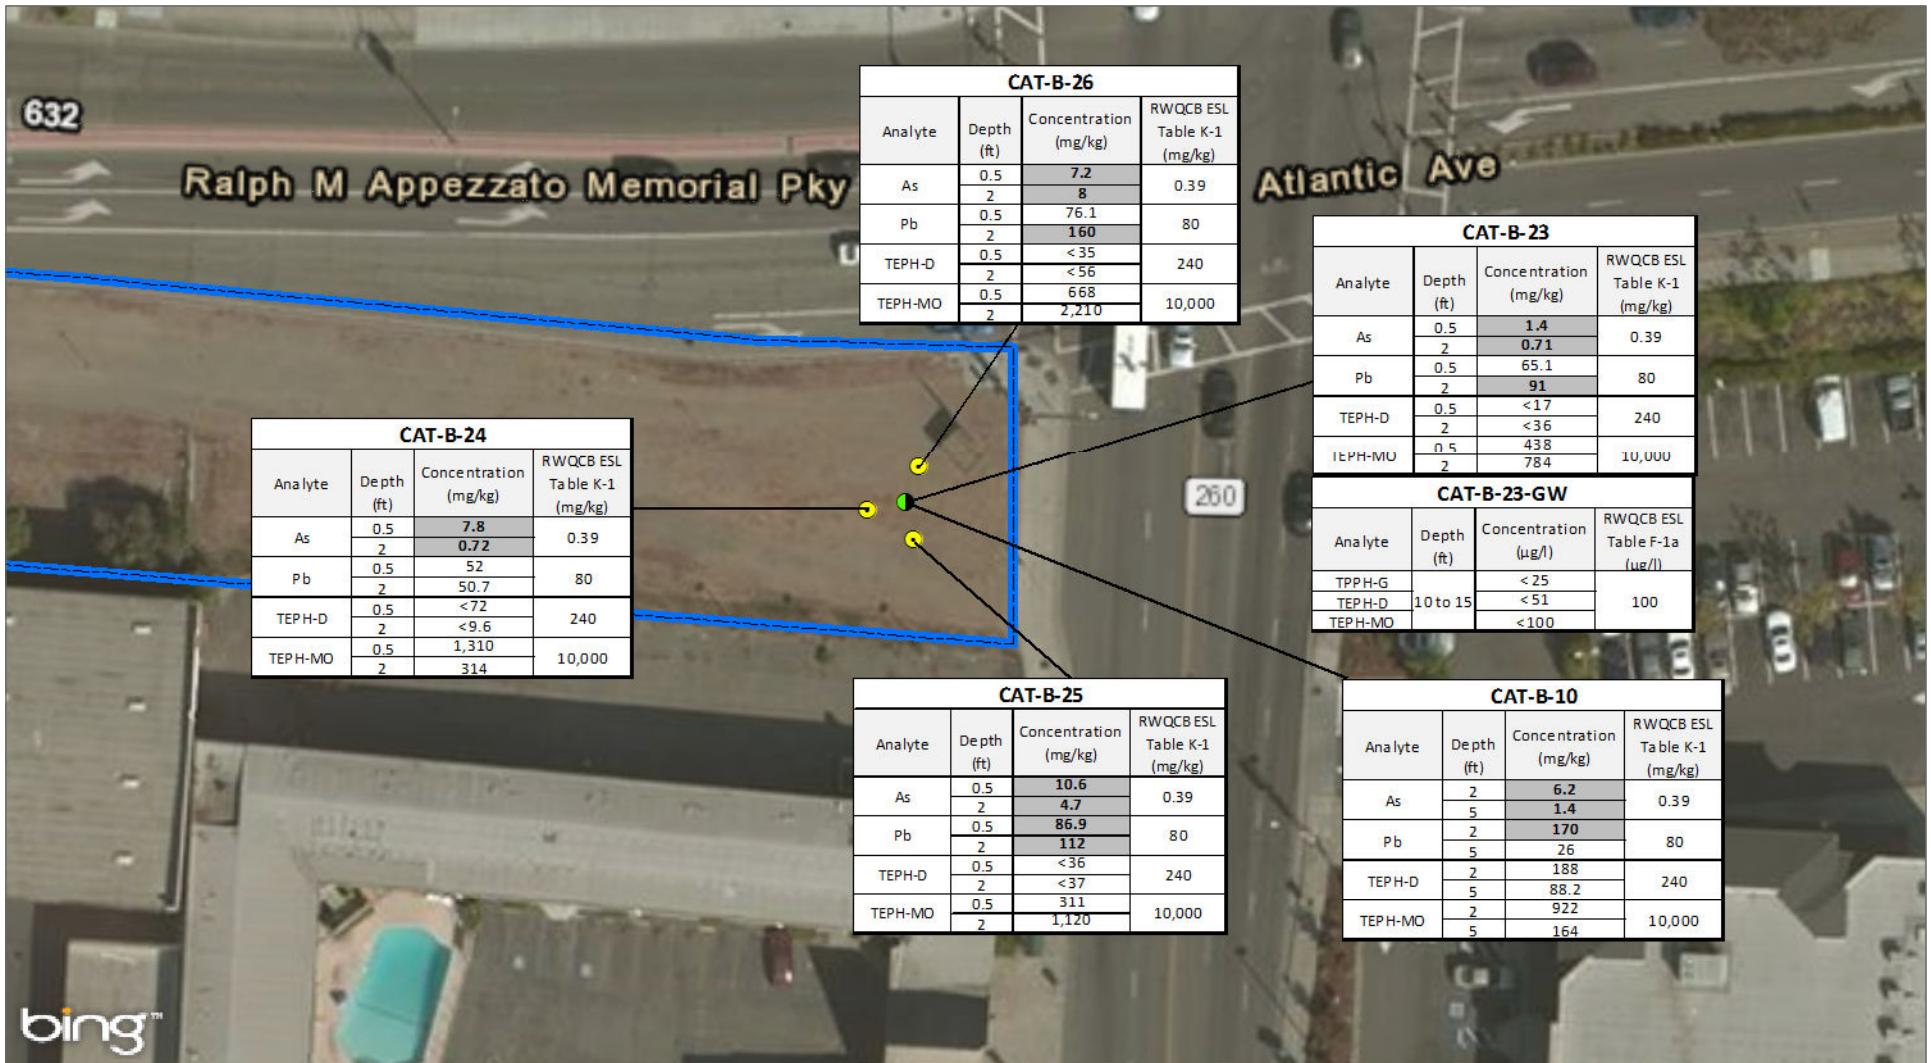 632
Ralph M Appezzato Memorial Pky
Atlantic Ave
260
CAT-B-26
Analyte Depth (ft) Concentration (mg/kg) RWQCB ESL Table K-1 (mg/kg)
As 0.5 7.2 0.39
2 8
Pb 0.5 76.1 80
2 160
TEPH-D 0.5 <35 240
2 <56
TEPH-MO 0.5 668 10,000
2 2,210
CAT-B-23
Analyte Depth (ft) Concentration (mg/kg) RWQCB ESL Table K-1 (mg/kg)
As 0.5 1.4 0.39
2 0.71
Pb 0.5 65.1 80
2 91
TEPH-D 0.5 <17 240
2 <36
TEPH-MO 0.5 438 10,000
2 784
CAT-B-24
Analyte Depth (ft) Concentration (mg/kg) RWQCB ESL Table K-1 (mg/kg)
As 0.5 7.8 0.39
2 0.72
Pb 0.5 52 80
2 50.7
TEPH-D 0.5 <72 240
2 <9.6
TEPH-MO 0.5 1,310 10,000
2 314
CAT-B-23-GW
Analyte Depth (ft) Concentration (µg/l) RWQCB ESL Table F-1a (µg/l)
TPPH-G 10 to 15 <25 100
TEPH-D <51
TEPH-MO <100
CAT-B-25
Analyte Depth (ft) Concentration (mg/kg) RWQCB ESL Table K-1 (mg/kg)
As 0.5 10.6 0.39
2 4.7
Pb 0.5 86.9 80
2 112
TEPH-D 0.5 <36 240
2 <37
TEPH-MO 0.5 311 10,000
2 1,120
CAT-B-10
Analyte Depth (ft) Concentration (mg/kg) RWQCB ESL Table K-1 (mg/kg)
As 2 6.2 0.39
5 1.4
Pb 2 170 80
5 26
TEPH-D 2 188 240
5 88.2
TEPH-MO 2 922 10,000
5 164
bing™